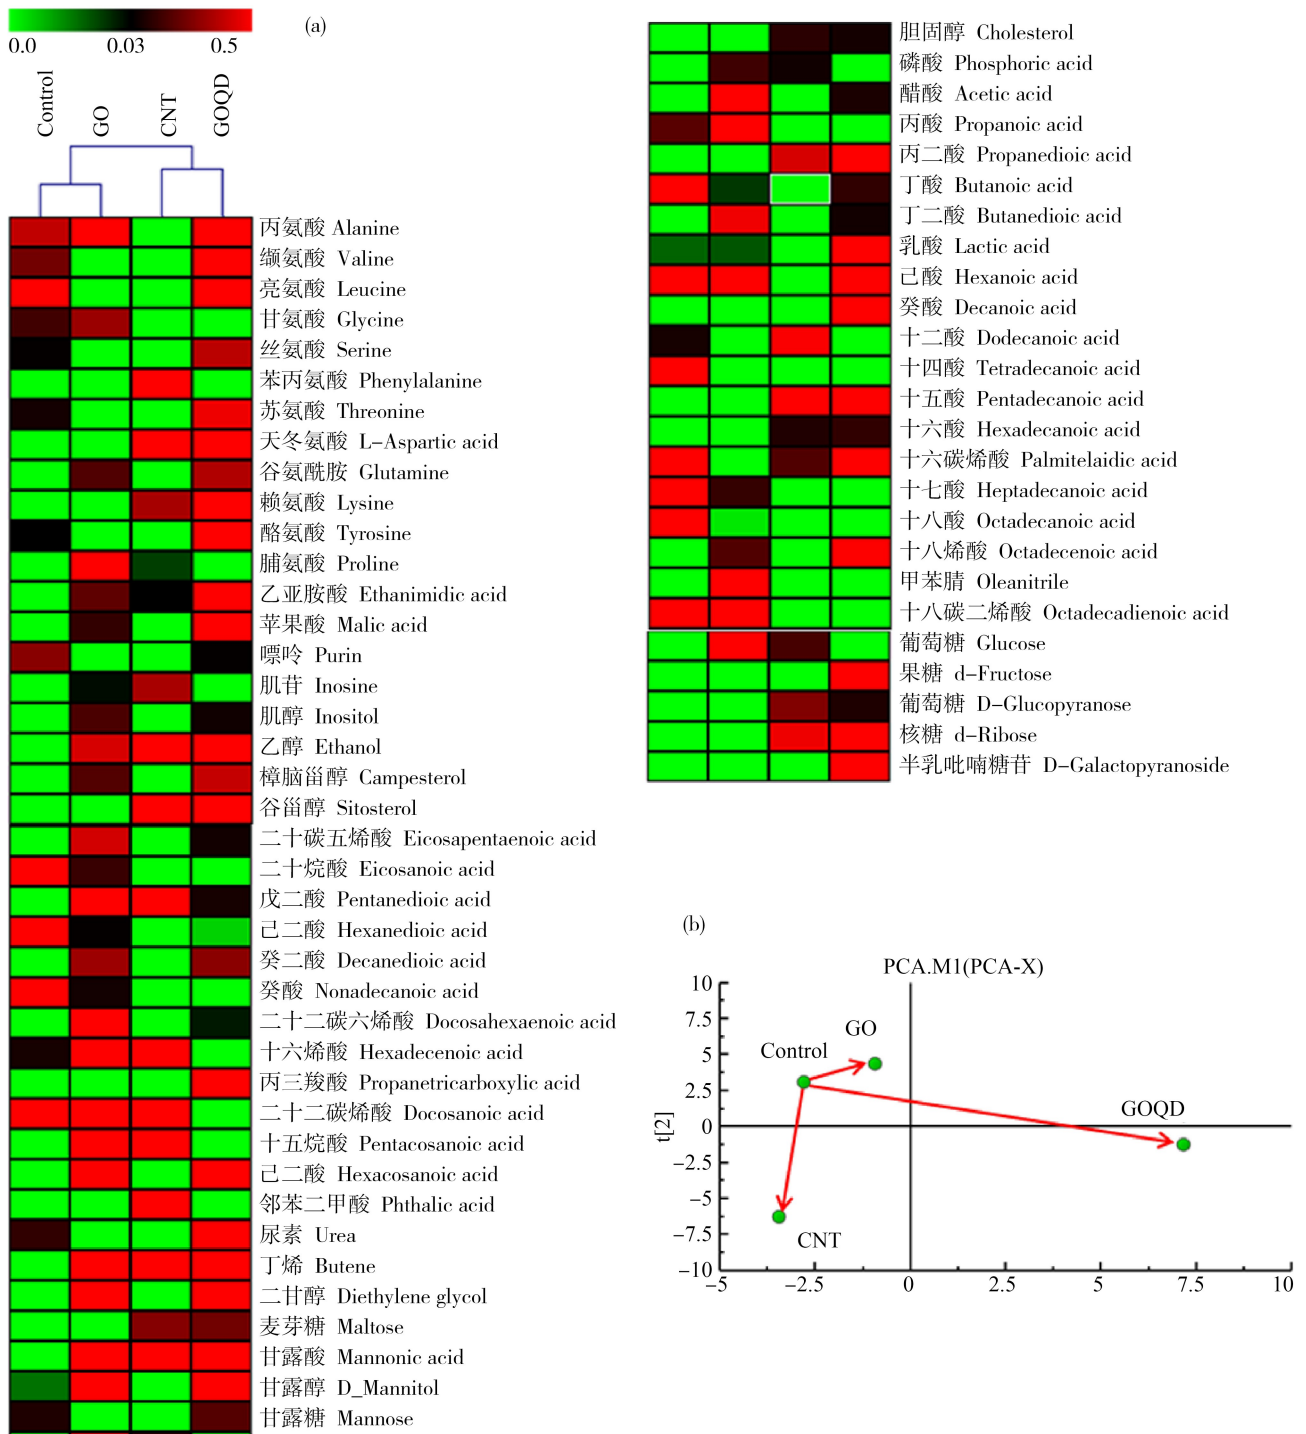 (a)
0.0 0.03 0.5
Control
GO
CNT
GOQD
丙氨酸 Alanine
缬氨酸 Valine
亮氨酸 Leucine
甘氨酸 Glycine
丝氨酸 Serine
苯丙氨酸 Phenylalanine
苏氨酸 Threonine
天冬氨酸 L-Aspartic acid
谷氨酰胺 Glutamine
赖氨酸 Lysine
酪氨酸 Tyrosine
脯氨酸 Proline
乙亚胺酸 Ethanimidic acid
苹果酸 Malic acid
嘌呤 Purin
肌苷 Inosine
肌醇 Inositol
乙醇 Ethanol
樟脑甾醇 Campesterol
谷甾醇 Sitosterol
二十碳五烯酸 Eicosapentaenoic acid
二十烷酸 Eicosanoic acid
戊二酸 Pentanedioic acid
己二酸 Hexanedioic acid
癸二酸 Decanedioic acid
癸酸 Nonadecanoic acid
二十二碳六烯酸 Docosahexaenoic acid
十六烯酸 Hexadecenoic acid
丙三羧酸 Propanetricarboxylic acid
二十二碳烯酸 Docosanoic acid
十五烷酸 Pentacosanoic acid
己二酸 Hexacosanoic acid
邻苯二甲酸 Phthalic acid
尿素 Urea
丁烯 Butene
二甘醇 Diethylene glycol
麦芽糖 Maltose
甘露酸 Mannonic acid
甘露醇 D_Mannitol
甘露糖 Mannose
胆固醇 Cholesterol
磷酸 Phosphoric acid
醋酸 Acetic acid
丙酸 Propanoic acid
丙二酸 Propanedioic acid
丁酸 Butanoic acid
丁二酸 Butanedioic acid
乳酸 Lactic acid
己酸 Hexanoic acid
癸酸 Decanoic acid
十二酸 Dodecanoic acid
十四酸 Tetradecanoic acid
十五酸 Pentadecanoic acid
十六酸 Hexadecanoic acid
十六碳烯酸 Palmitelaidic acid
十七酸 Heptadecanoic acid
十八酸 Octadecanoic acid
十八烯酸 Octadecenoic acid
甲苯腈 Oleanitrile
十八碳二烯酸 Octadecadienoic acid
葡萄糖 Glucose
果糖 d-Fructose
葡萄糖 D-Glucopyranose
核糖 d-Ribose
半乳吡喃糖苷 D-Galactopyranoside
(b)
PCA.M1(PCA-X)
t[2]
10
7.5
5
2.5
0
-2.5
-5
-7.5
-10
GO
Control
GOQD
CNT
-5 -2.5 0 2.5 5 7.5 10